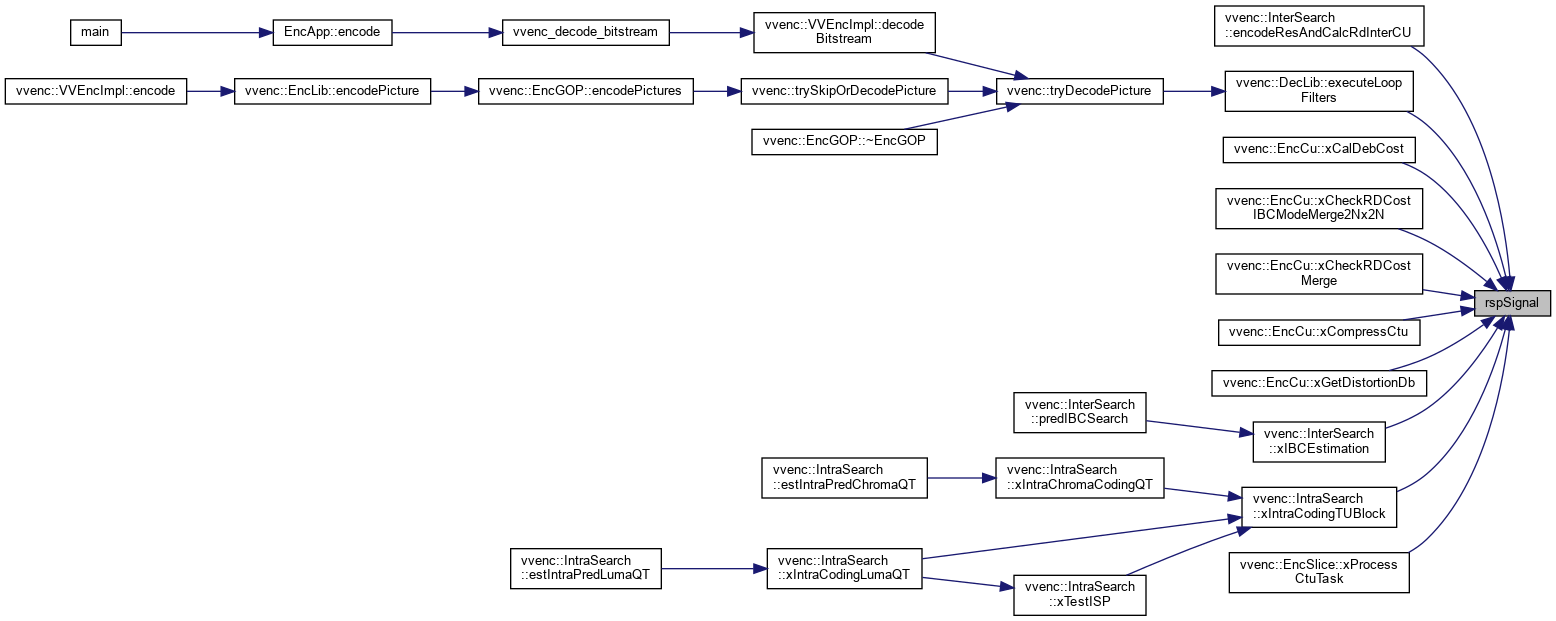 main
EncApp::encode
vvenc_decode_bitstream
vvenc::VVEncImpl::decode
Bitstream
vvenc::InterSearch
::encodeResAndCalcRdInterCU
vvenc::VVEncImpl::encode
vvenc::EncLib::encodePicture
vvenc::EncGOP::encodePictures
vvenc::trySkipOrDecodePicture
vvenc::tryDecodePicture
vvenc::DecLib::executeLoop
Filters
vvenc::EncGOP::~EncGOP
vvenc::EncCu::xCalDebCost
vvenc::EncCu::xCheckRDCost
IBCModeMerge2Nx2N
vvenc::EncCu::xCheckRDCost
Merge
rspSignal
vvenc::EncCu::xCompressCtu
vvenc::EncCu::xGetDistortionDb
vvenc::InterSearch
::predIBCSearch
vvenc::InterSearch
::xIBCEstimation
vvenc::IntraSearch
::estIntraPredChromaQT
vvenc::IntraSearch
::xIntraChromaCodingQT
vvenc::IntraSearch
::xIntraCodingTUBlock
vvenc::IntraSearch
::estIntraPredLumaQT
vvenc::IntraSearch
::xIntraCodingLumaQT
vvenc::IntraSearch
::xTestISP
vvenc::EncSlice::xProcess
CtuTask